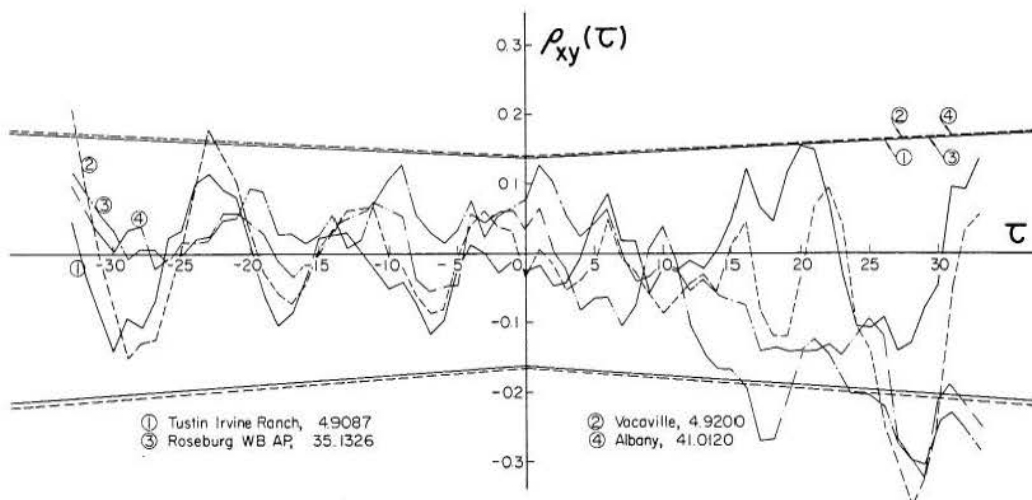 0.3
ρxy(τ)
0.2
② ④
① ③
②
③ ④
0.1
τ
①
-30 -25 -20 -15 -10 -5 0 5 10 15 20 25 30
-0.1
-0.2
① Tustin Irvine Ranch, 4.9087
③ Roseburg WB AP, 35.1326
② Vacaville, 4.9200
④ Albany, 41.0120
-0.3